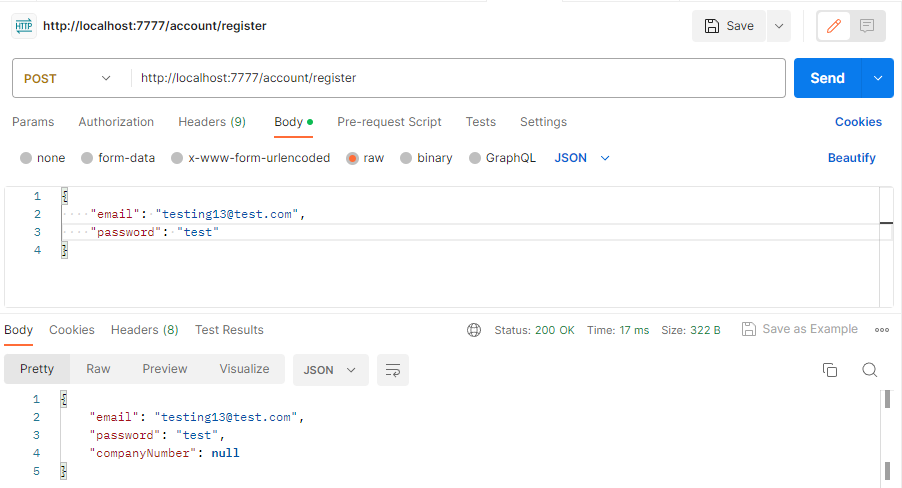 HTTP http://localhost:7777/account/register Save
POST http://localhost:7777/account/register Send
Params Authorization Headers (9) Body Pre-request Script Tests Settings Cookies
none form-data x-www-form-urlencoded raw binary GraphQL JSON Beautify
1 {
2 "email": "testing13@test.com",
3 "password": "test"
4 }
Body Cookies Headers (8) Test Results Status: 200 OK Time: 17 ms Size: 322 B Save as Example
Pretty Raw Preview Visualize JSON
1 {
2 "email": "testing13@test.com",
3 "password": "test",
4 "companyNumber": null
5 }